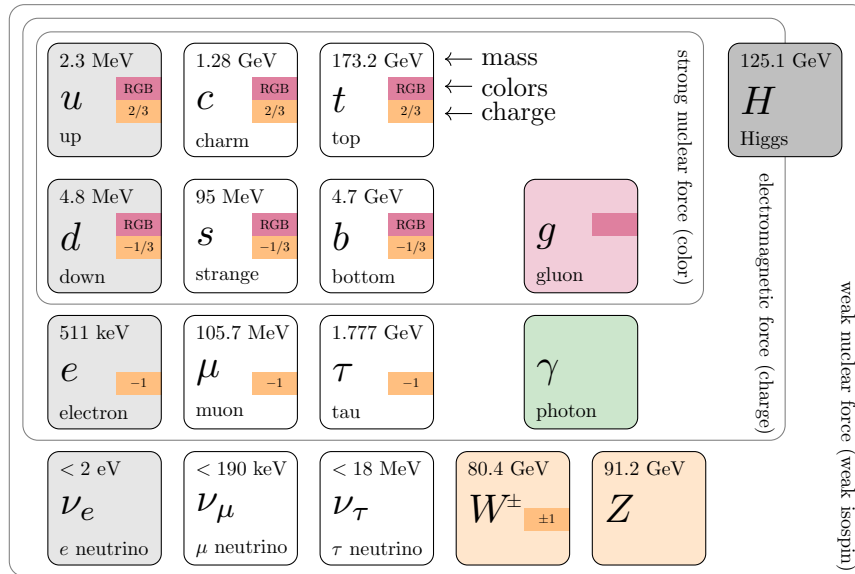 2.3 MeV
RGB
u
2/3
up
1.28 GeV
RGB
c
2/3
charm
173.2 GeV
RGB
t
2/3
top
← mass
← colors
← charge
125.1 GeV
H
Higgs
4.8 MeV
RGB
d
−1/3
down
95 MeV
RGB
s
−1/3
strange
4.7 GeV
RGB
b
−1/3
bottom
g
gluon
strong nuclear force (color)
511 keV
e
−1
electron
105.7 MeV
μ
−1
muon
1.777 GeV
τ
−1
tau
γ
photon
electromagnetic force (charge)
< 2 eV
νe
e neutrino
< 190 keV
νμ
μ neutrino
< 18 MeV
ντ
τ neutrino
80.4 GeV
W±
±1
91.2 GeV
Z
weak nuclear force (weak isospin)